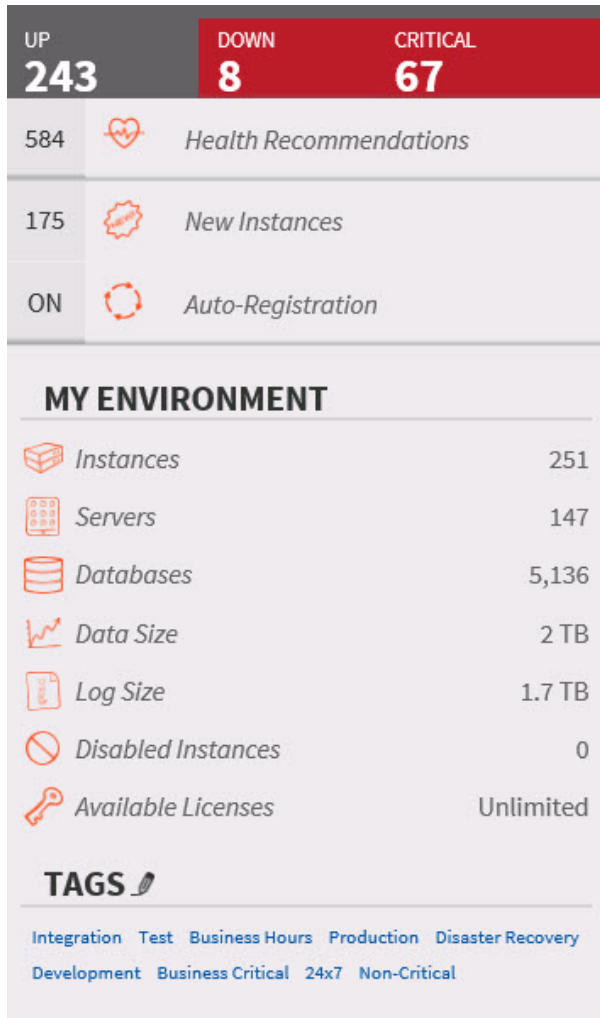 UP DOWN CRITICAL
243 8 67
584 Health Recommendations
175 New Instances
ON Auto-Registration
MY ENVIRONMENT
Instances 251
Servers 147
Databases 5,136
Data Size 2 TB
Log Size 1.7 TB
Disabled Instances 0
Available Licenses Unlimited
TAGS
Integration Test Business Hours Production Disaster Recovery
Development Business Critical 24x7 Non-Critical